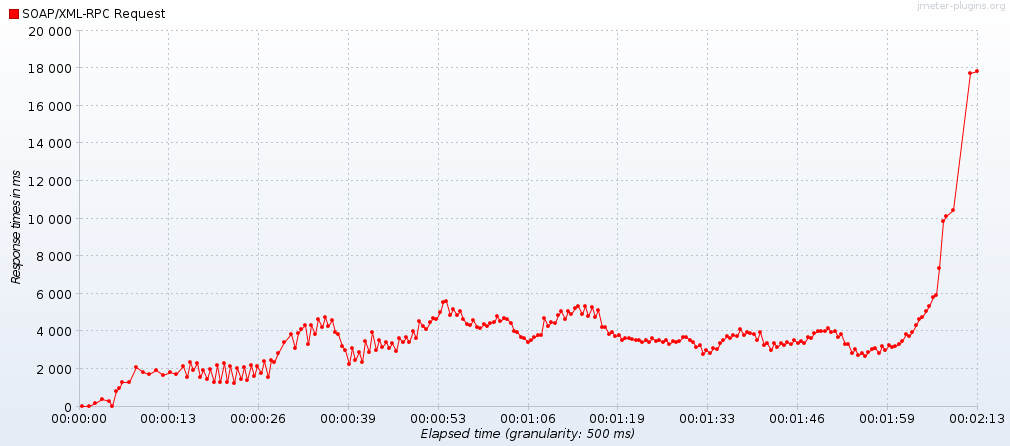 jmeter-plugins.org
SOAP/XML-RPC Request
20 000
18 000
16 000
14 000
12 000
10 000
8 000
6 000
4 000
2 000
0
Response times in ms
00:00:00 00:00:13 00:00:26 00:00:39 00:00:53 00:01:06 00:01:19 00:01:33 00:01:46 00:01:59 00:02:13
Elapsed time (granularity: 500 ms)